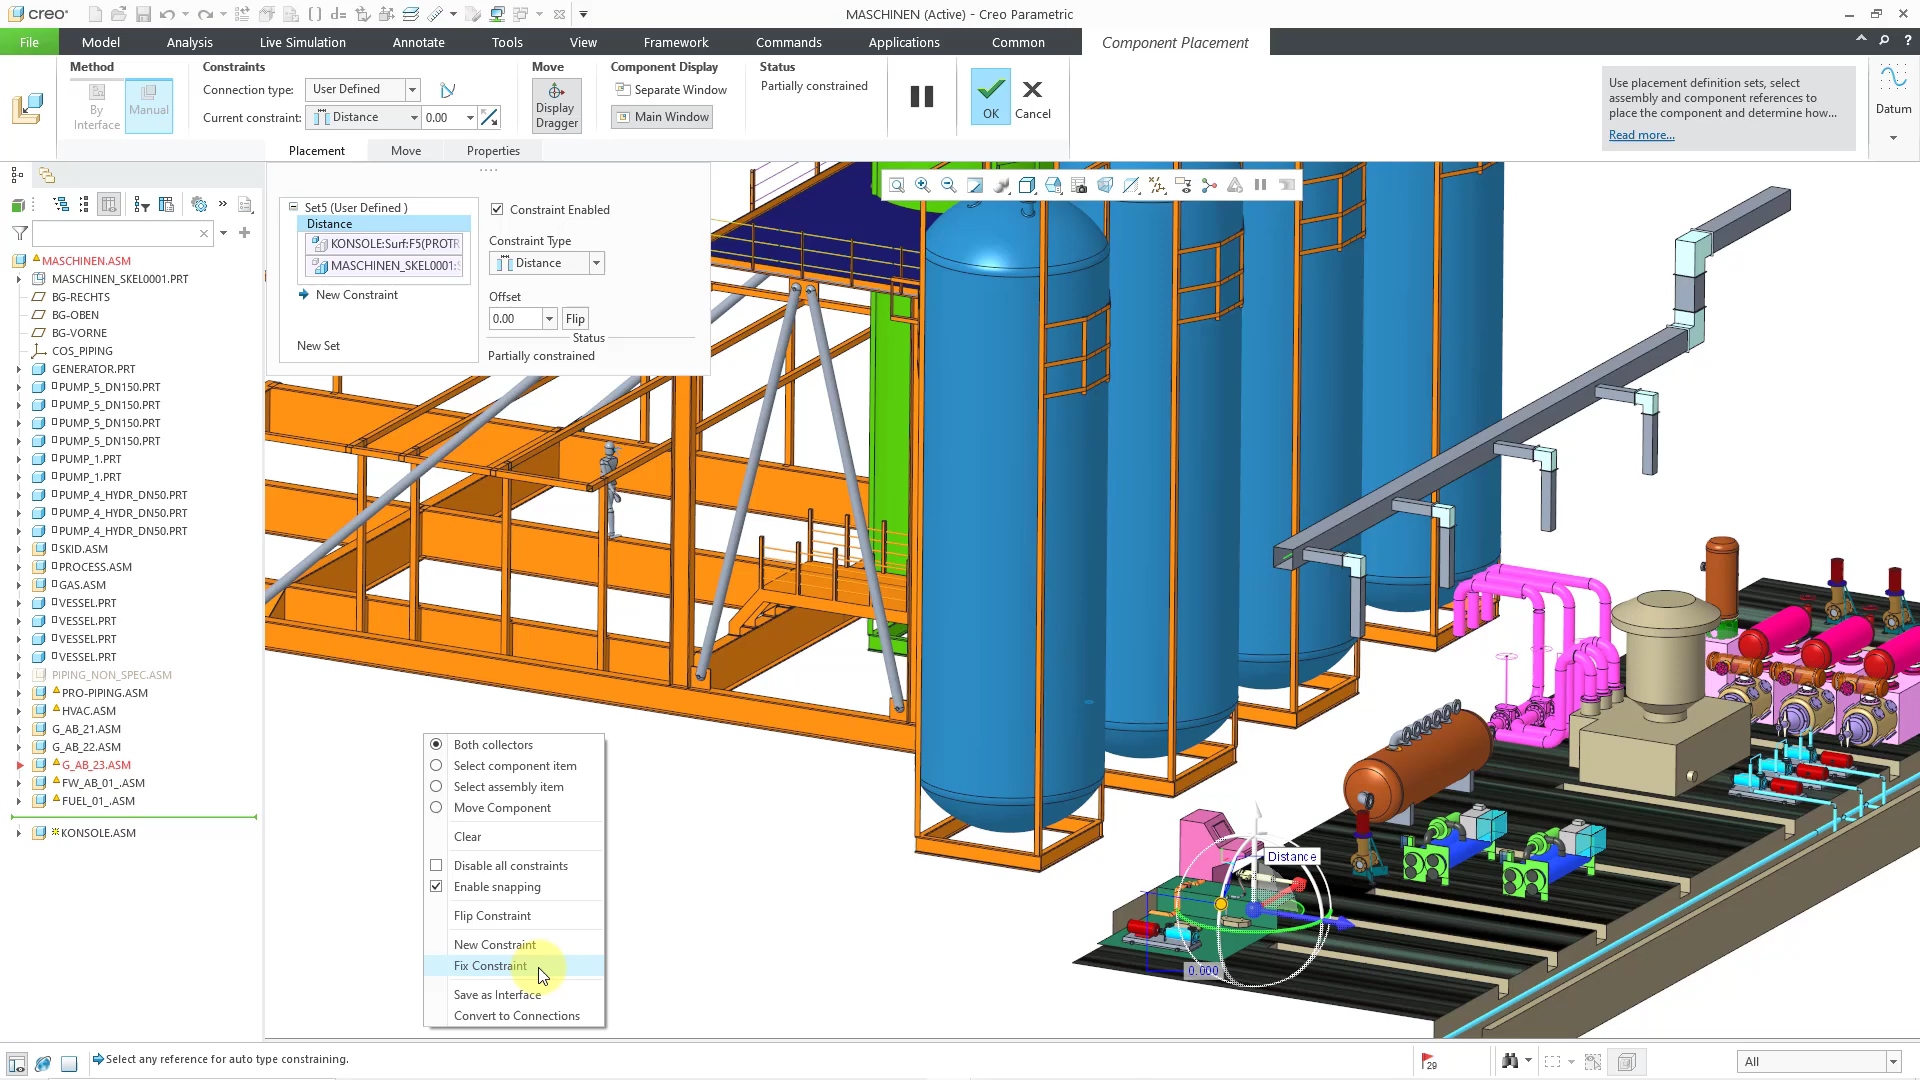 creo
MASCHINEN (Active) - Creo Parametric
File
Model
Analysis
Live Simulation
Annotate
Tools
View
Framework
Commands
Applications
Common
Component Placement
Method
Constraints
Move
Component Display
Status
By Interface
Manual
Connection type:
User Defined
Current constraint:
Distance
0.00
Display Dragger
Separate Window
Main Window
Partially constrained
OK
Cancel
Use placement definition sets, select
assembly and component references to
place the component and determine how...
Read more...
Datum
Placement
Move
Properties
Set5 (User Defined )
Distance
KONSOLE:Surf:F5(PROTR
MASCHINEN_SKEL0001:
New Constraint
New Set
Constraint Enabled
Constraint Type
Distance
Offset
0.00
Flip
Status
Partially constrained
MASCHINEN.ASM
MASCHINEN_SKEL0001.PRT
BG-RECHTS
BG-OBEN
BG-VORNE
COS_PIPING
GENERATOR.PRT
PUMP_5_DN150.PRT
PUMP_5_DN150.PRT
PUMP_5_DN150.PRT
PUMP_5_DN150.PRT
PUMP_1.PRT
PUMP_1.PRT
PUMP_4_HYDR_DN50.PRT
PUMP_4_HYDR_DN50.PRT
PUMP_4_HYDR_DN50.PRT
SKID.ASM
PROCESS.ASM
GAS.ASM
VESSEL.PRT
VESSEL.PRT
VESSEL.PRT
VESSEL.PRT
PIPING_NON_SPEC.ASM
PRO-PIPING.ASM
HVAC.ASM
G_AB_21.ASM
G_AB_22.ASM
G_AB_23.ASM
FW_AB_01_.ASM
FUEL_01_.ASM
KONSOLE.ASM
Both collectors
Select component item
Select assembly item
Move Component
Clear
Disable all constraints
Enable snapping
Flip Constraint
New Constraint
Fix Constraint
Save as Interface
Convert to Connections
Distance
0.000
Select any reference for auto type constraining.
29
All